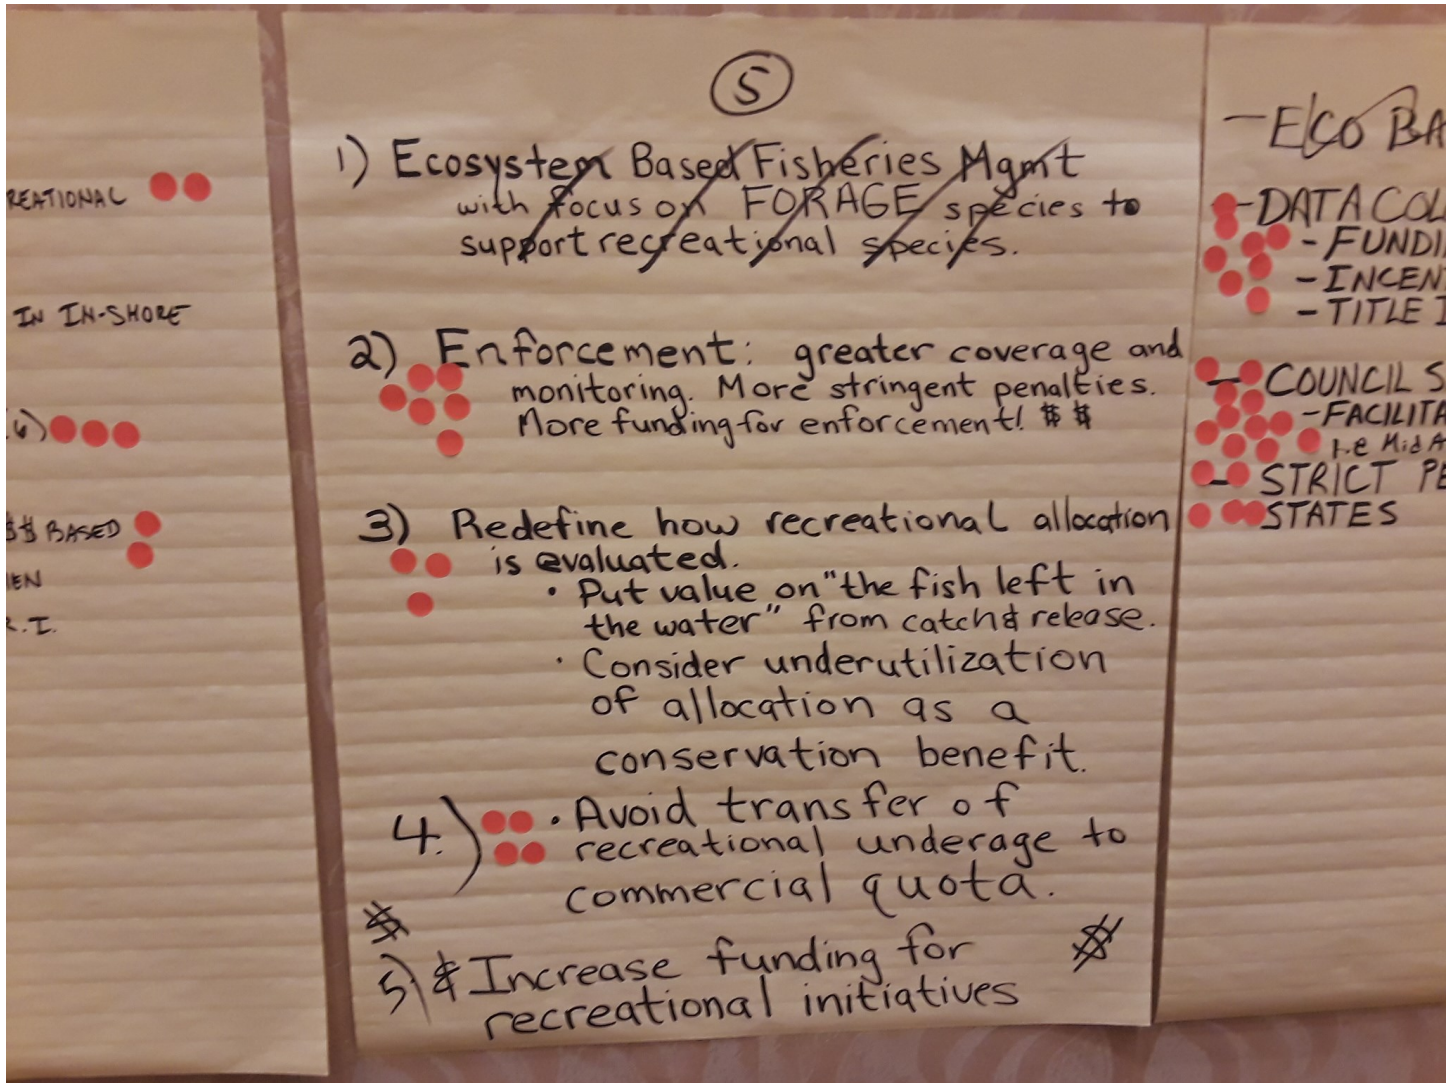 REATIONAL
IN IN-SHORE
$$ BASED
R.I.
5
1) Ecosystem Based Fisheries Mgmt
with focus on FORAGE species to
support recreational species.
2) Enforcement: greater coverage and
monitoring. More stringent penalties.
More funding for enforcement! $ $
3) Redefine how recreational allocation
is evaluated.
• Put value on "the fish left in
the water" from catch & release.
• Consider underutilization
of allocation as a
conservation benefit.
4.) • Avoid transfer of
recreational underage to
commercial quota.
$
5) & Increase funding for $
recreational initiatives
- ECO BA
- DATA COL
- FUNDI
- INCEN
- TITLE I
- COUNCIL S
- FACILITA
i.e Mid A
- STRICT PE
STATES